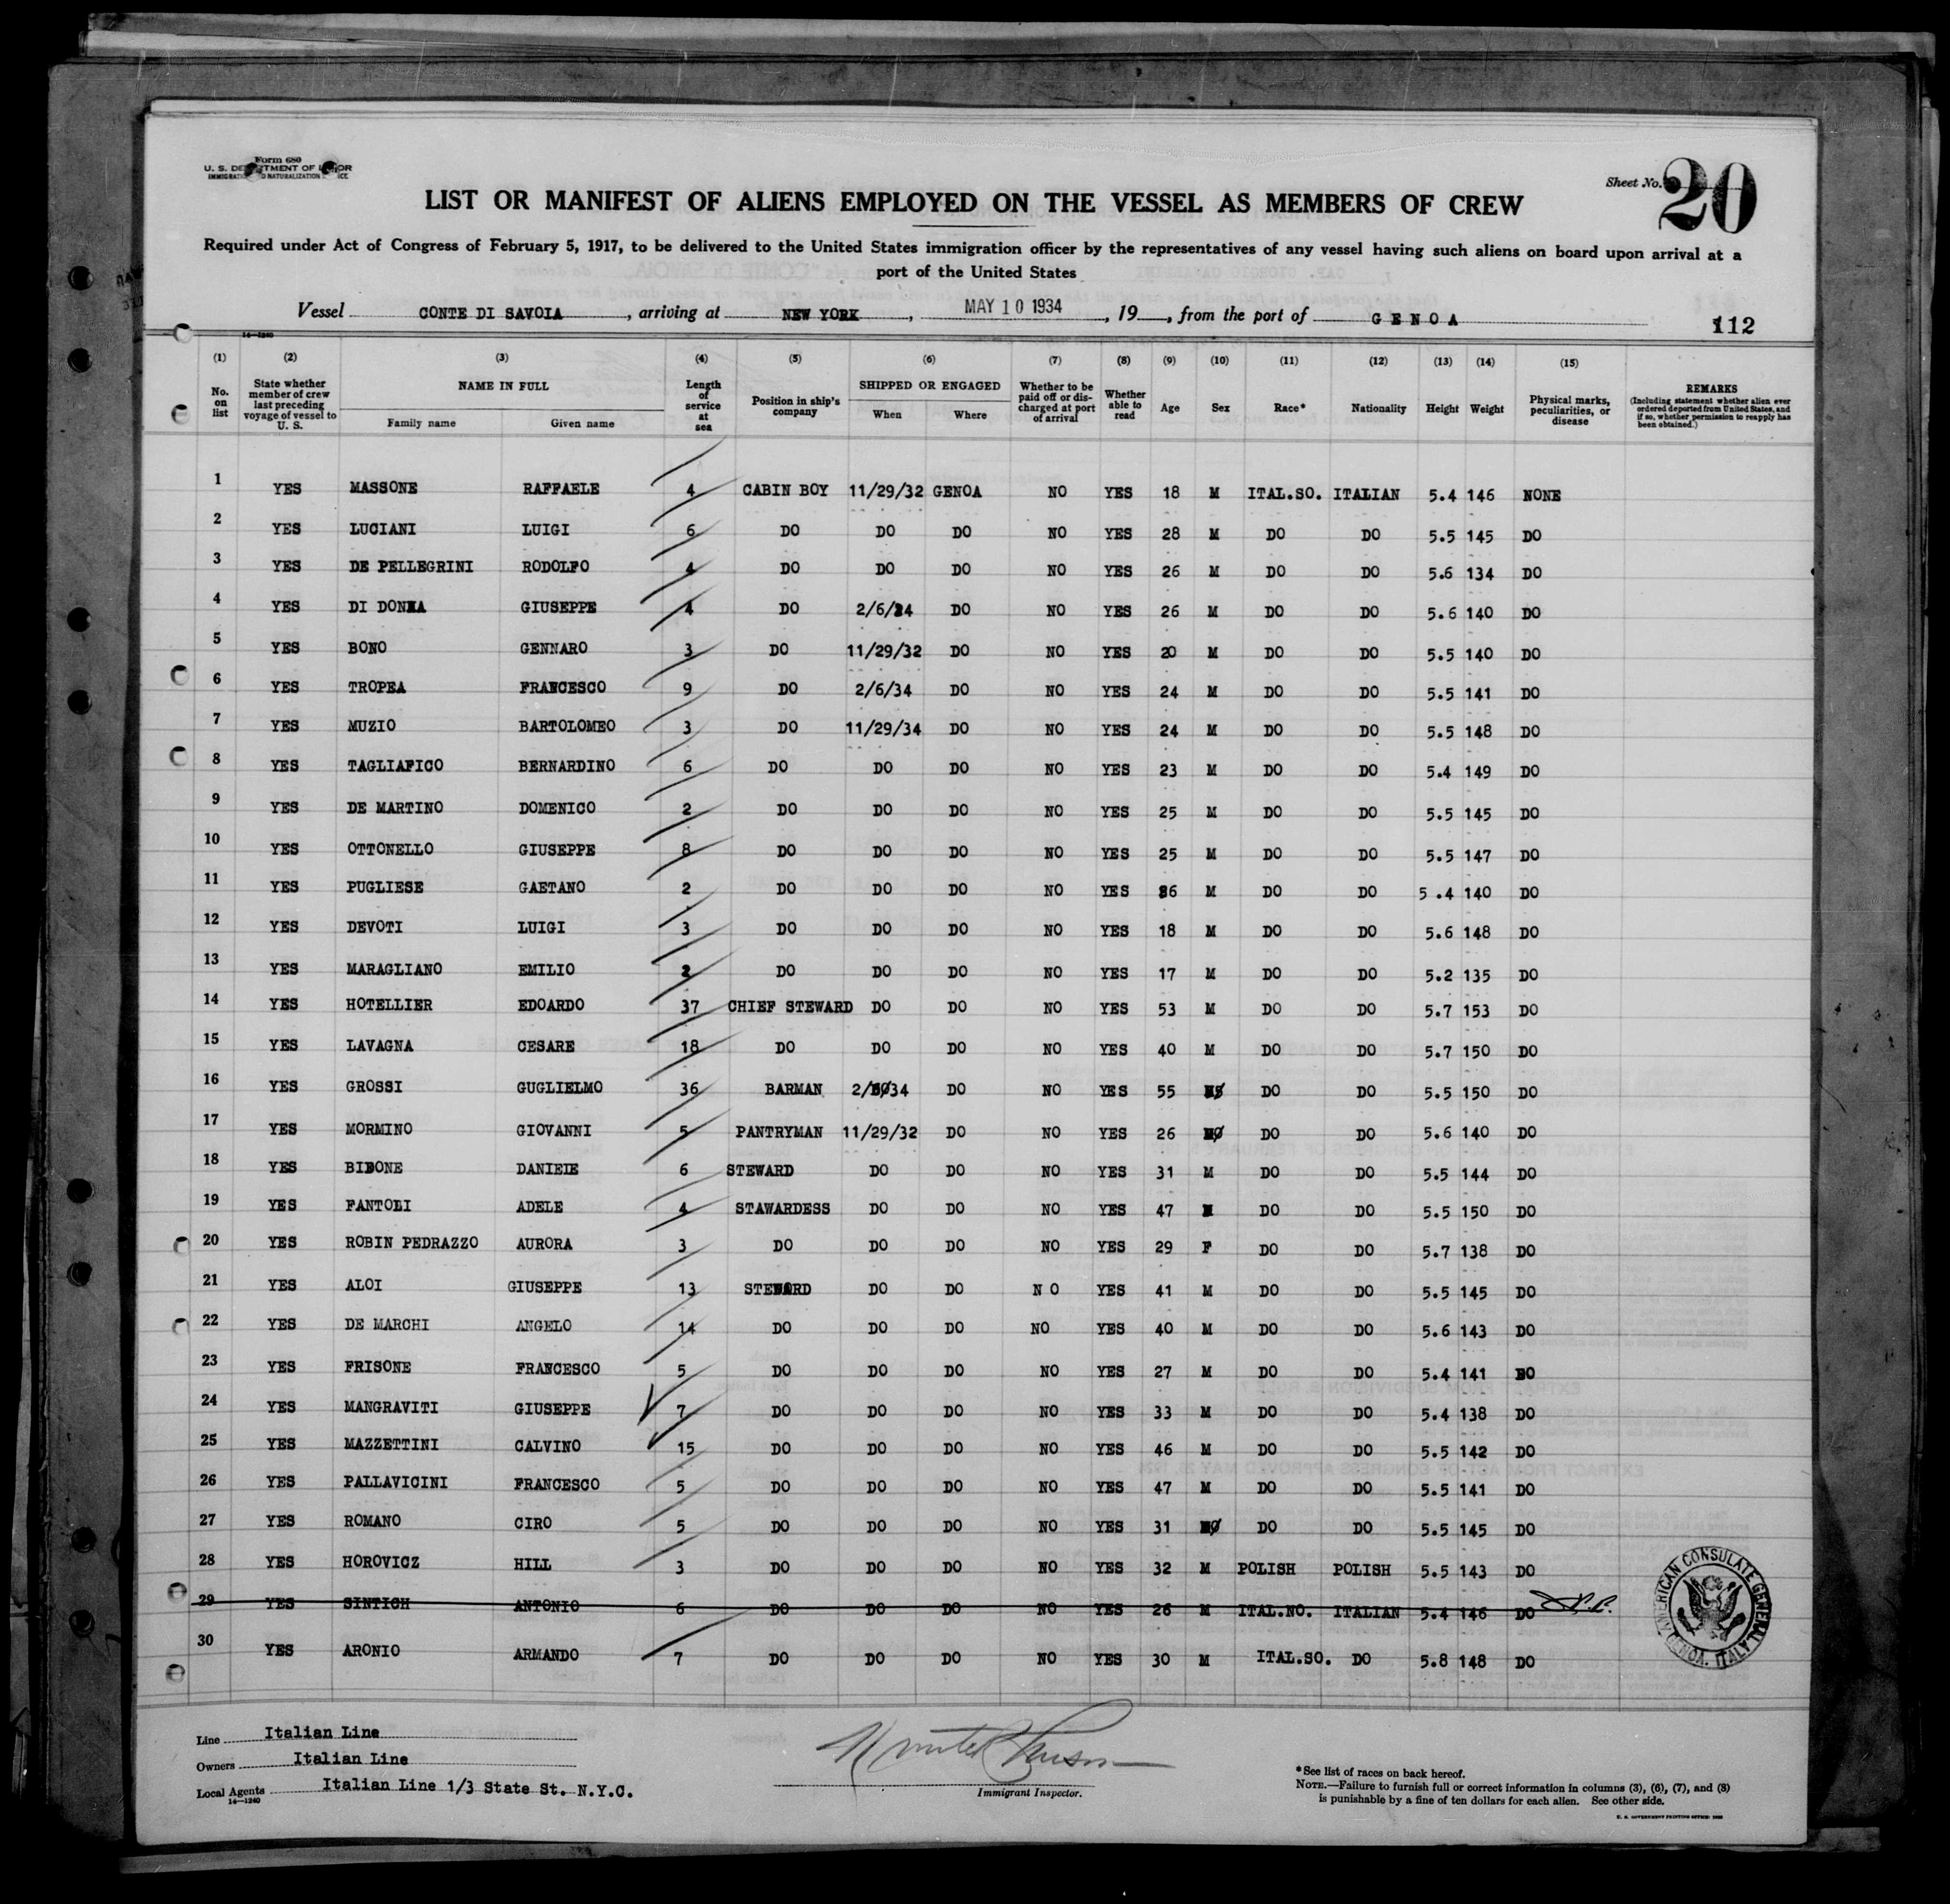 Form 680
U. S. DEPARTMENT OF LABOR
IMMIGRATION AND NATURALIZATION SERVICE
Sheet No. 20
LIST OR MANIFEST OF ALIENS EMPLOYED ON THE VESSEL AS MEMBERS OF CREW
Required under Act of Congress of February 5, 1917, to be delivered to the United States immigration officer by the representatives of any vessel having such aliens on board upon arrival at a
port of the United States
Vessel CONTE DI SAVOIA, arriving at NEW YORK, MAY 10 1934, 19, from the port of GENOA
112
14—1240
(1) (2) (3) (4) (5) (6) (7) (8) (9) (10) (11) (12) (13) (14) (15)
No. on list | State whether member of crew last preceding voyage of vessel to U. S. | NAME IN FULL Family name Given name | Length of service at sea | Position in ship's company | SHIPPED OR ENGAGED When Where | Whether to be paid off or discharged at port of arrival | Whether able to read | Age | Sex | Race* | Nationality | Height | Weight | Physical marks, peculiarities, or disease | REMARKS (Including statement whether alien ever ordered deported from United States, and if so, whether permission to reapply has been obtained.)
1 YES MASSONE RAFFAELE 4 CABIN BOY 11/29/32 GENOA NO YES 18 M ITAL.SO. ITALIAN 5.4 146 NONE
2 YES LUCIANI LUIGI 6 DO DO DO NO YES 28 M DO DO 5.5 145 DO
3 YES DE PELLEGRINI RODOLFO 4 DO DO DO NO YES 26 M DO DO 5.6 134 DO
4 YES DI DONNA GIUSEPPE 4 DO 2/6/34 DO NO YES 26 M DO DO 5.6 140 DO
5 YES BONO GENNARO 3 DO 11/29/32 DO NO YES 20 M DO DO 5.5 140 DO
6 YES TROPEA FRANCESCO 9 DO 2/6/34 DO NO YES 24 M DO DO 5.5 141 DO
7 YES MUZIO BARTOLOMEO 3 DO 11/29/34 DO NO YES 24 M DO DO 5.5 148 DO
8 YES TAGLIAFICO BERNARDINO 6 DO DO DO NO YES 23 M DO DO 5.4 149 DO
9 YES DE MARTINO DOMENICO 2 DO DO DO NO YES 25 M DO DO 5.5 145 DO
10 YES OTTONELLO GIUSEPPE 8 DO DO DO NO YES 25 M DO DO 5.5 147 DO
11 YES PUGLIESE GAETANO 2 DO DO DO NO YES M DO DO 5.4 140 DO
12 YES DEVOTI LUIGI 3 DO DO DO NO YES 18 M DO DO 5.6 148 DO
13 YES MARAGLIANO EMILIO 2 DO DO DO NO YES 17 M DO DO 5.2 135 DO
14 YES HOTELLIER EDOARDO 37 CHIEF STEWARD DO DO NO YES 53 M DO DO 5.7 153 DO
15 YES LAVAGNA CESARE 18 DO DO DO NO YES 40 M DO DO 5.7 150 DO
16 YES GROSSI GUGLIELMO 36 BARMAN DO NO YES 55 DO DO 5.5 150 DO
17 YES MORMINO GIOVANNI 5 PANTRYMAN 11/29/32 DO NO YES 26 DO DO 5.6 140 DO
18 YES BIBONE DANIELE 6 STEWARD DO DO NO YES 31 M DO DO 5.5 144 DO
19 YES FANTOLI ADELE 4 STAWARDESS DO DO NO YES 47 DO DO 5.5 150 DO
20 YES ROBIN PEDRAZZO AURORA 3 DO DO DO NO YES 29 F DO DO 5.7 138 DO
21 YES ALOI GIUSEPPE 13 STEWARD DO DO N O YES 41 M DO DO 5.5 145 DO
22 YES DE MARCHI ANGELO 14 DO DO DO NO YES 40 M DO DO 5.6 143 DO
23 YES FRISONE FRANCESCO 5 DO DO DO NO YES 27 M DO DO 5.4 141 DO
24 YES MANGRAVITI GIUSEPPE 7 DO DO DO NO YES 33 M DO DO 5.4 138 DO
25 YES MAZZETTINI CALVINO 15 DO DO DO NO YES 46 M DO DO 5.5 142 DO
26 YES PALLAVICINI FRANCESCO 5 DO DO DO NO YES 47 M DO DO 5.5 141 DO
27 YES ROMANO CIRO 5 DO DO DO NO YES 31 DO DO 5.5 145 DO
28 YES HOROVICZ HILL 3 DO DO DO NO YES 32 M POLISH POLISH 5.5 143 DO
29 YES SINTICH ANTONIO 6 DO DO DO NO YES 26 M ITAL.NO. ITALIAN 5.4 146 DO
30 YES ARONIO ARMANDO 7 DO DO DO NO YES 30 M ITAL.SO. DO 5.8 148 DO
AMERICAN CONSULATE GENERAL GENOA, ITALY
Line Italian Line
Owners Italian Line
Local Agents Italian Line 1/3 State St. N.Y.C.
14—1240
Immigrant Inspector.
*See list of races on back hereof.
NOTE.—Failure to furnish full or correct information in columns (3), (6), (7), and (8)
is punishable by a fine of ten dollars for each alien. See other side.